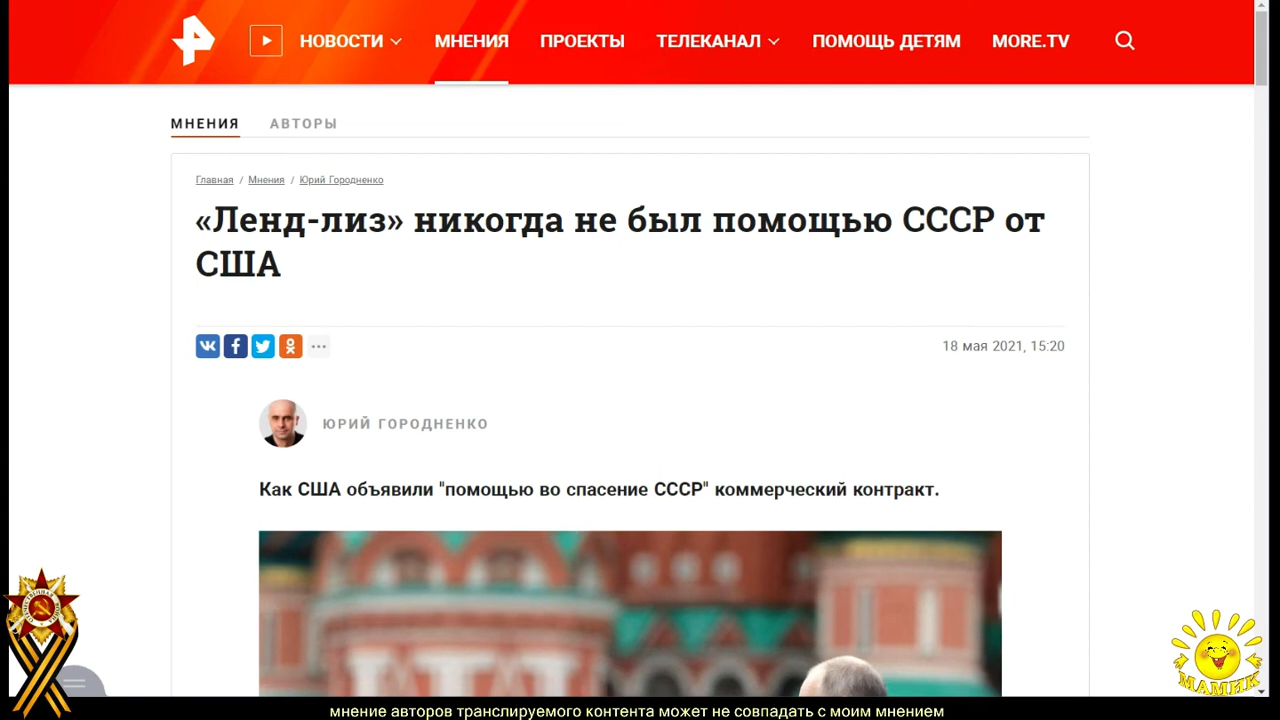 НОВОСТИ МНЕНИЯ ПРОЕКТЫ ТЕЛЕКАНАЛ ПОМОЩЬ ДЕТЯМ MORE.TV
МНЕНИЯ АВТОРЫ
Главная / Мнения / Юрий Городненко
«Ленд-лиз» никогда не был помощью СССР от
США
18 мая 2021, 15:20
ЮРИЙ ГОРОДНЕНКО
Как США объявили "помощью во спасение СССР" коммерческий контракт.
МАМИК
мнение авторов транслируемого контента может не совпадать с моим мнением